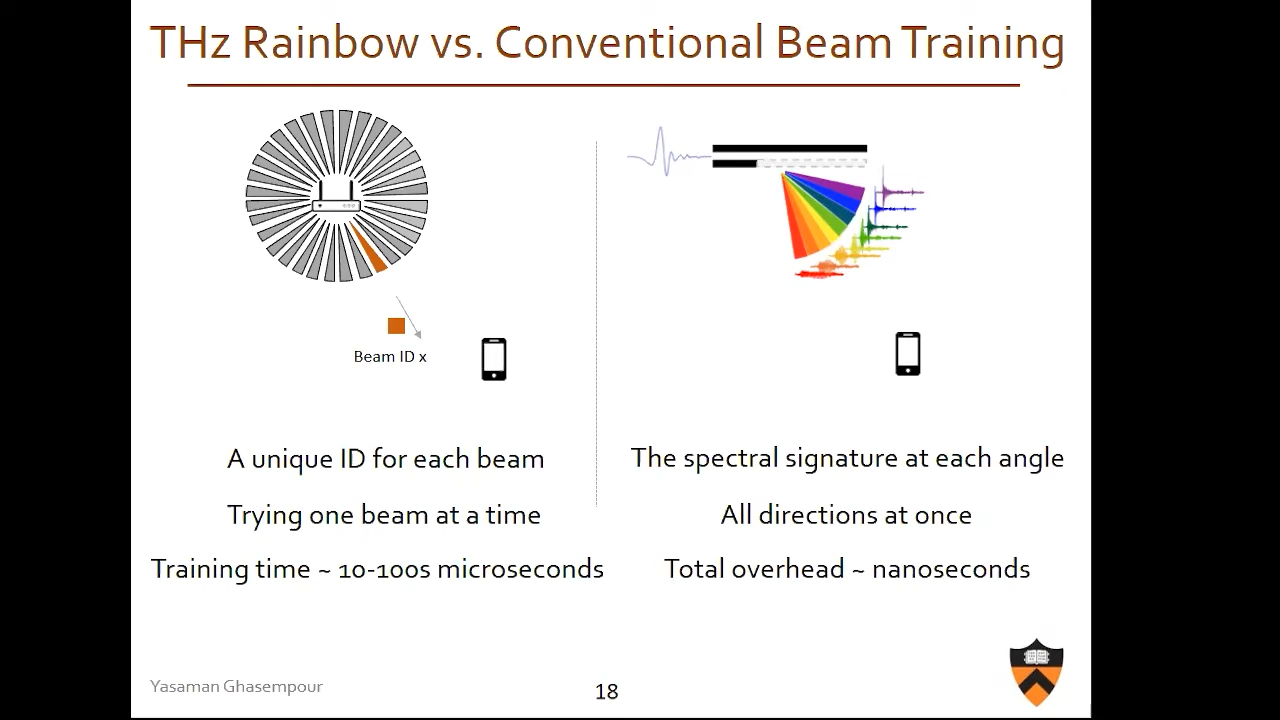 THz Rainbow vs. Conventional Beam Training
Beam ID x
A unique ID for each beam
Trying one beam at a time
Training time ~ 10-100s microseconds
The spectral signature at each angle
All directions at once
Total overhead ~ nanoseconds
Yasaman Ghasempour
18